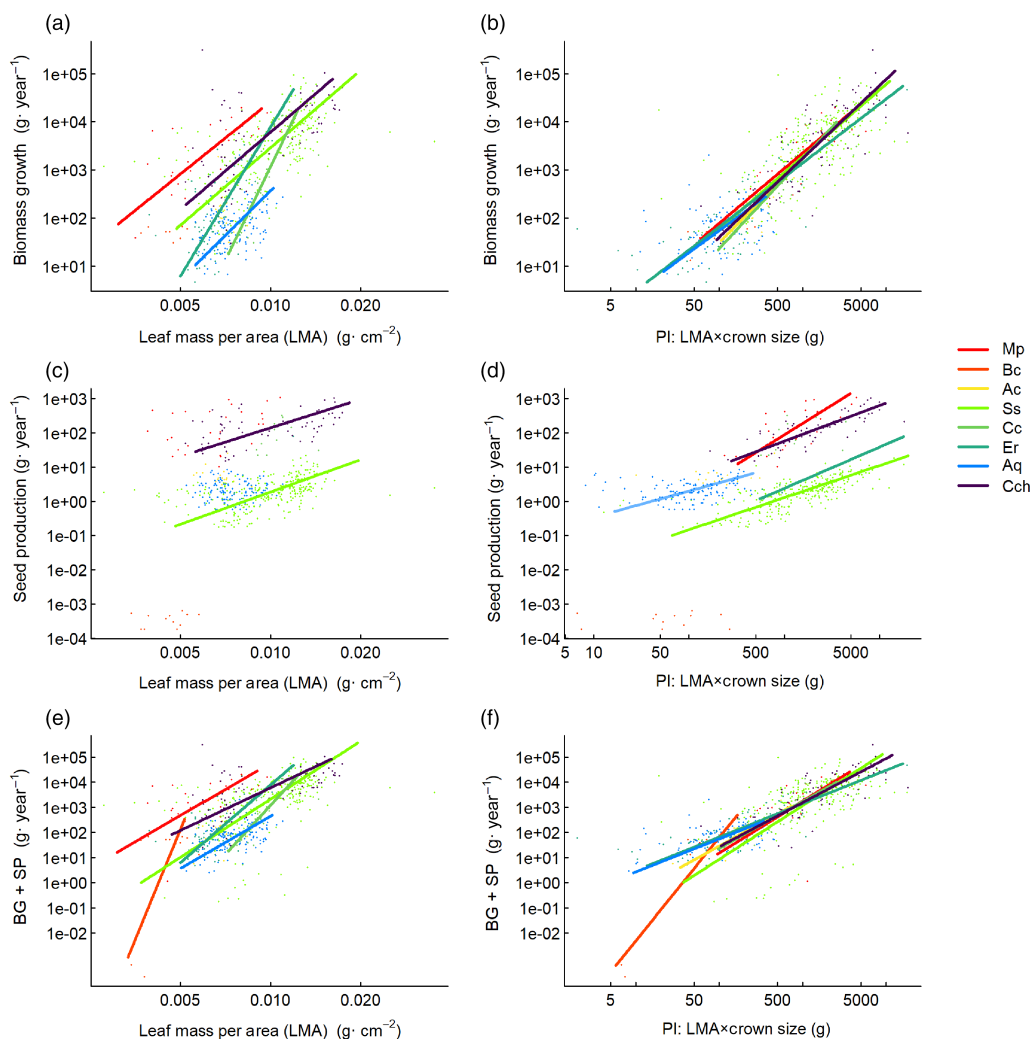 (a)
(b)
Biomass growth (g· year⁻¹)
1e+05
1e+04
1e+03
1e+02
1e+01
0.005
0.010
0.020
Leaf mass per area (LMA) (g· cm⁻²)
Biomass growth (g· year⁻¹)
1e+05
1e+04
1e+03
1e+02
1e+01
5
50
500
5000
PI: LMA×crown size (g)
(c)
(d)
Seed production (g· year⁻¹)
1e+03
1e+02
1e+01
1e+00
1e-01
1e-03
1e-04
0.005
0.010
0.020
Leaf mass per area (LMA) (g· cm⁻²)
Seed production (g· year⁻¹)
1e+03
1e+02
1e+01
1e+00
1e-01
1e-03
1e-04
5
10
50
500
5000
PI: LMA×crown size (g)
Mp
Bc
Ac
Ss
Cc
Er
Aq
Cch
(e)
(f)
BG + SP (g· year⁻¹)
1e+05
1e+04
1e+03
1e+02
1e+01
1e+00
1e-01
1e-02
0.005
0.010
0.020
Leaf mass per area (LMA) (g· cm⁻²)
BG + SP (g· year⁻¹)
1e+05
1e+04
1e+03
1e+02
1e+01
1e+00
1e-01
1e-02
5
50
500
5000
PI: LMA×crown size (g)